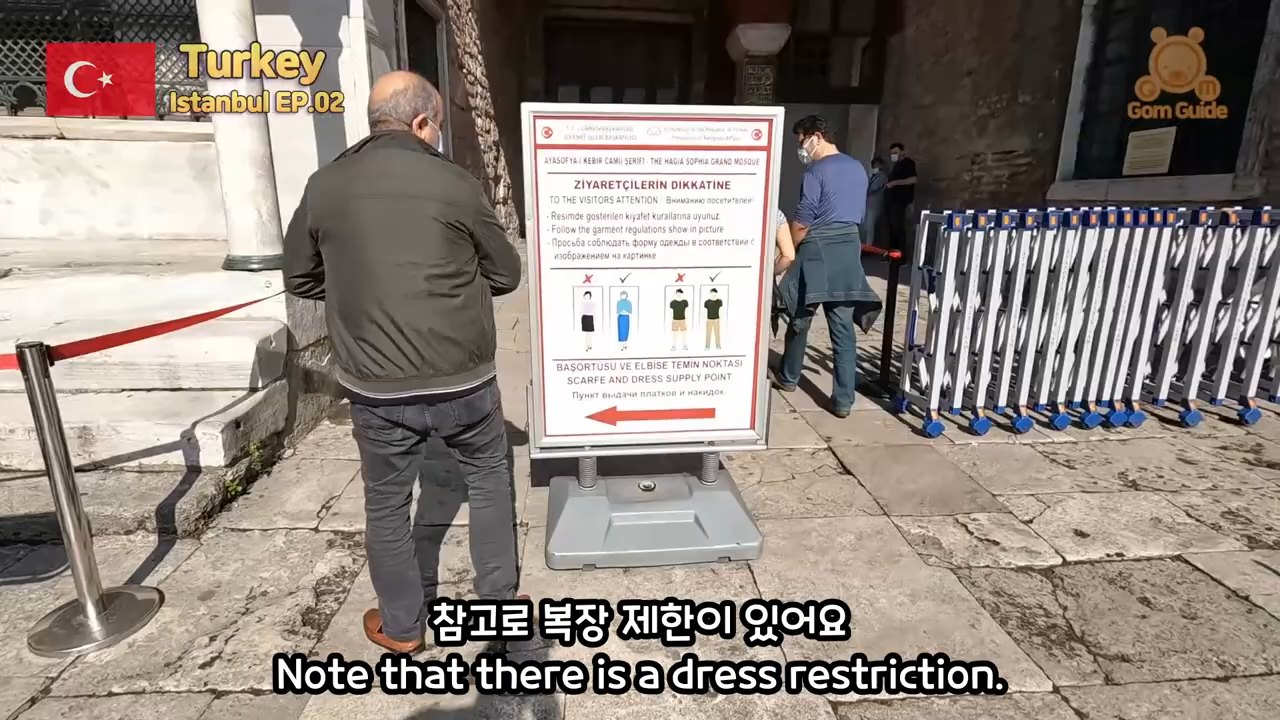 Turkey
Istanbul EP.02
Gom Guide
AYASOFYA-İ KEBİR CAMİİ ŞERİFİ - THE HAGIA SOPHIA GRAND MOSQUE
ZİYARETÇİLERİN DIKKATİNE
TO THE VISITORS ATTENTION Вниманию посетителей
- Resimde gösterilen kıyafet kurallarına uyunuz.
- Follow the garment regulations show in picture
- Просьба соблюдать форму одежды в соответствии с
изображением на картинке
BAŞORTUSU VE ELBİSE TEMİN NOKTASI
SCARFE AND DRESS SUPPLY POINT
Пункт выдачи платков и накидок.
참고로 복장 제한이 있어요
Note that there is a dress restriction.